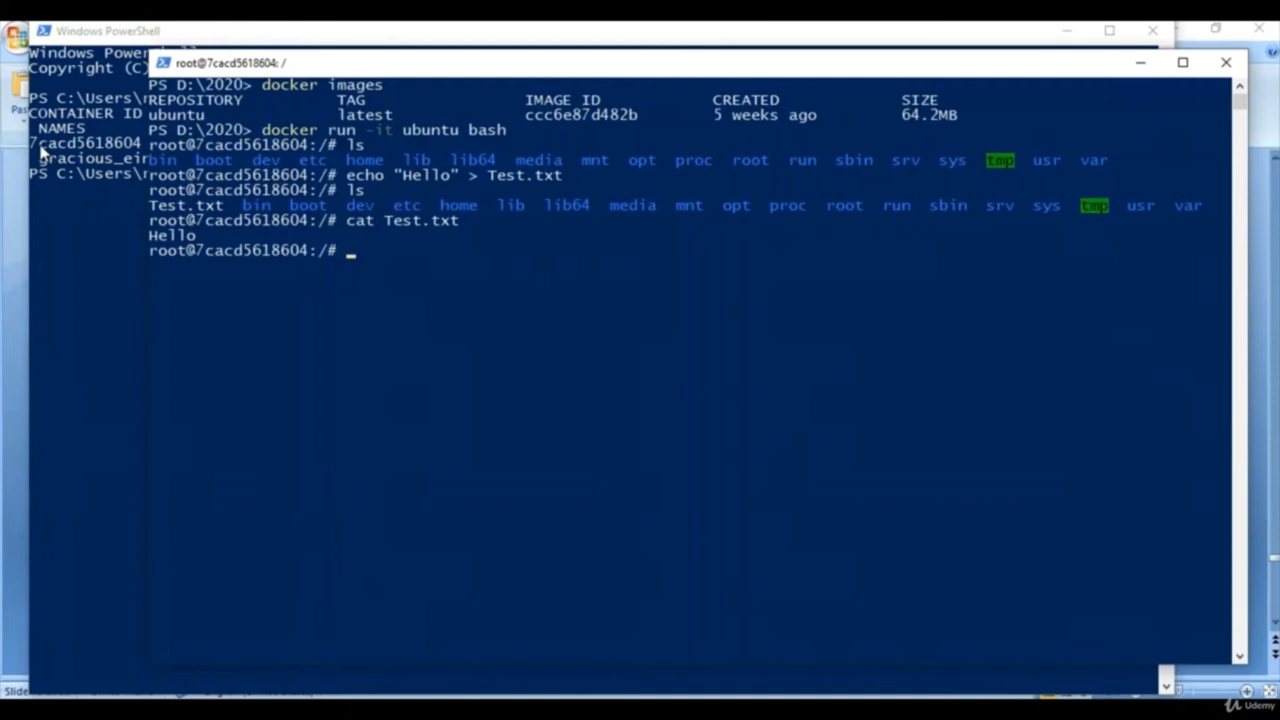 Windows PowerShell
Windows Power
Copyright (C)
PS C:\Users\
CONTAINER ID
NAMES
7cacd5618604
PS C:\Users\
root@7cacd5618604: /
PS D:\2020> docker images
REPOSITORY TAG IMAGE ID CREATED SIZE
ubuntu latest ccc6e87d482b 5 weeks ago 64.2MB
PS D:\2020> docker run -it ubuntu bash
root@7cacd5618604:/# ls
bin boot dev etc home lib lib64 media mnt opt proc root run sbin srv sys tmp usr var
root@7cacd5618604:/# echo "Hello" > Test.txt
root@7cacd5618604:/# ls
Test.txt bin boot dev etc home lib lib64 media mnt opt proc root run sbin srv sys tmp usr var
root@7cacd5618604:/# cat Test.txt
Hello
root@7cacd5618604:/#
Udemy